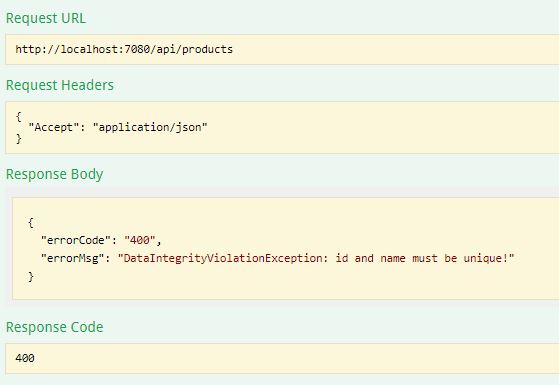 Request URL
http://localhost:7080/api/products
Request Headers
{
"Accept": "application/json"
}
Response Body
{
"errorCode": "400",
"errorMsg": "DataIntegrityViolationException: id and name must be unique!"
}
Response Code
400